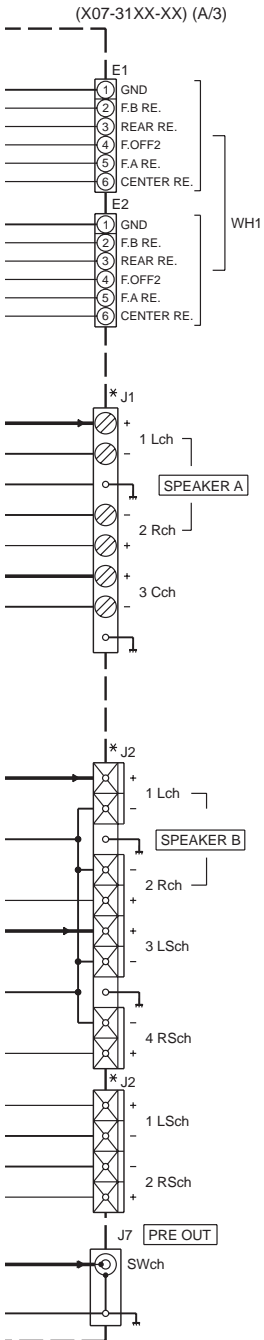 (X07-31XX-XX) (A/3)
E1
1 GND
2 F.B RE.
3 REAR RE.
4 F.OFF2
5 F.A RE.
6 CENTER RE.
E2
1 GND
2 F.B RE.
3 REAR RE.
4 F.OFF2
5 F.A RE.
6 CENTER RE.
WH1
* J1
+
1 Lch
-
SPEAKER A
-
2 Rch
+
+
3 Cch
-
* J2
+
1 Lch
-
SPEAKER B
-
2 Rch
+
+
3 LSch
-
-
4 RSch
+
* J2
+
1 LSch
-
-
2 RSch
+
J7 PRE OUT
SWch